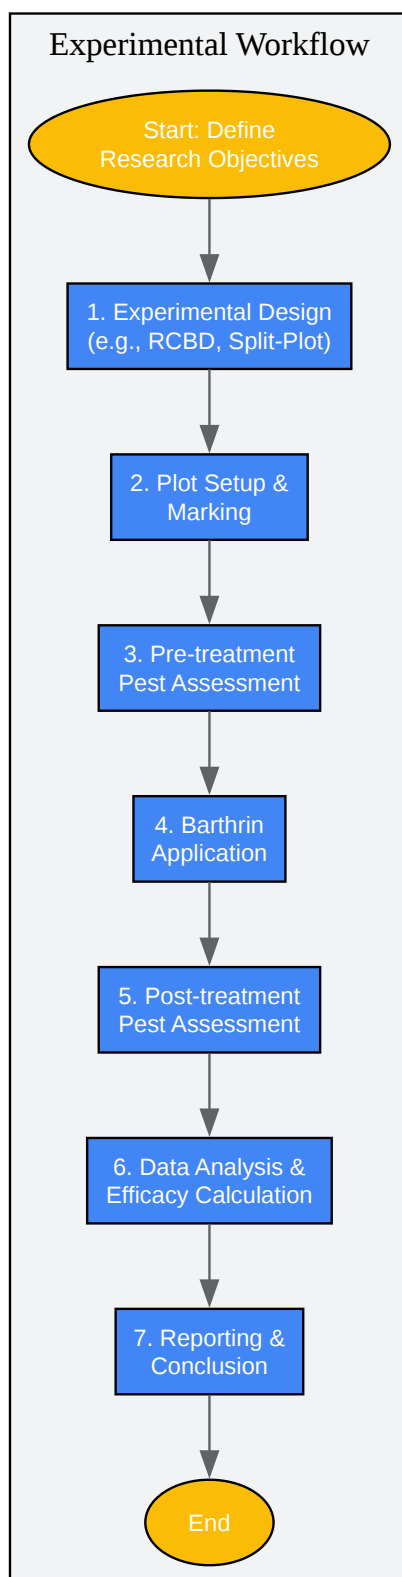 Experimental Workflow
Start: Define
Research Objectives
1. Experimental Design
(e.g., RCBD, Split-Plot)
2. Plot Setup &
Marking
3. Pre-treatment
Pest Assessment
4. Barthrin
Application
5. Post-treatment
Pest Assessment
6. Data Analysis &
Efficacy Calculation
7. Reporting &
Conclusion
End